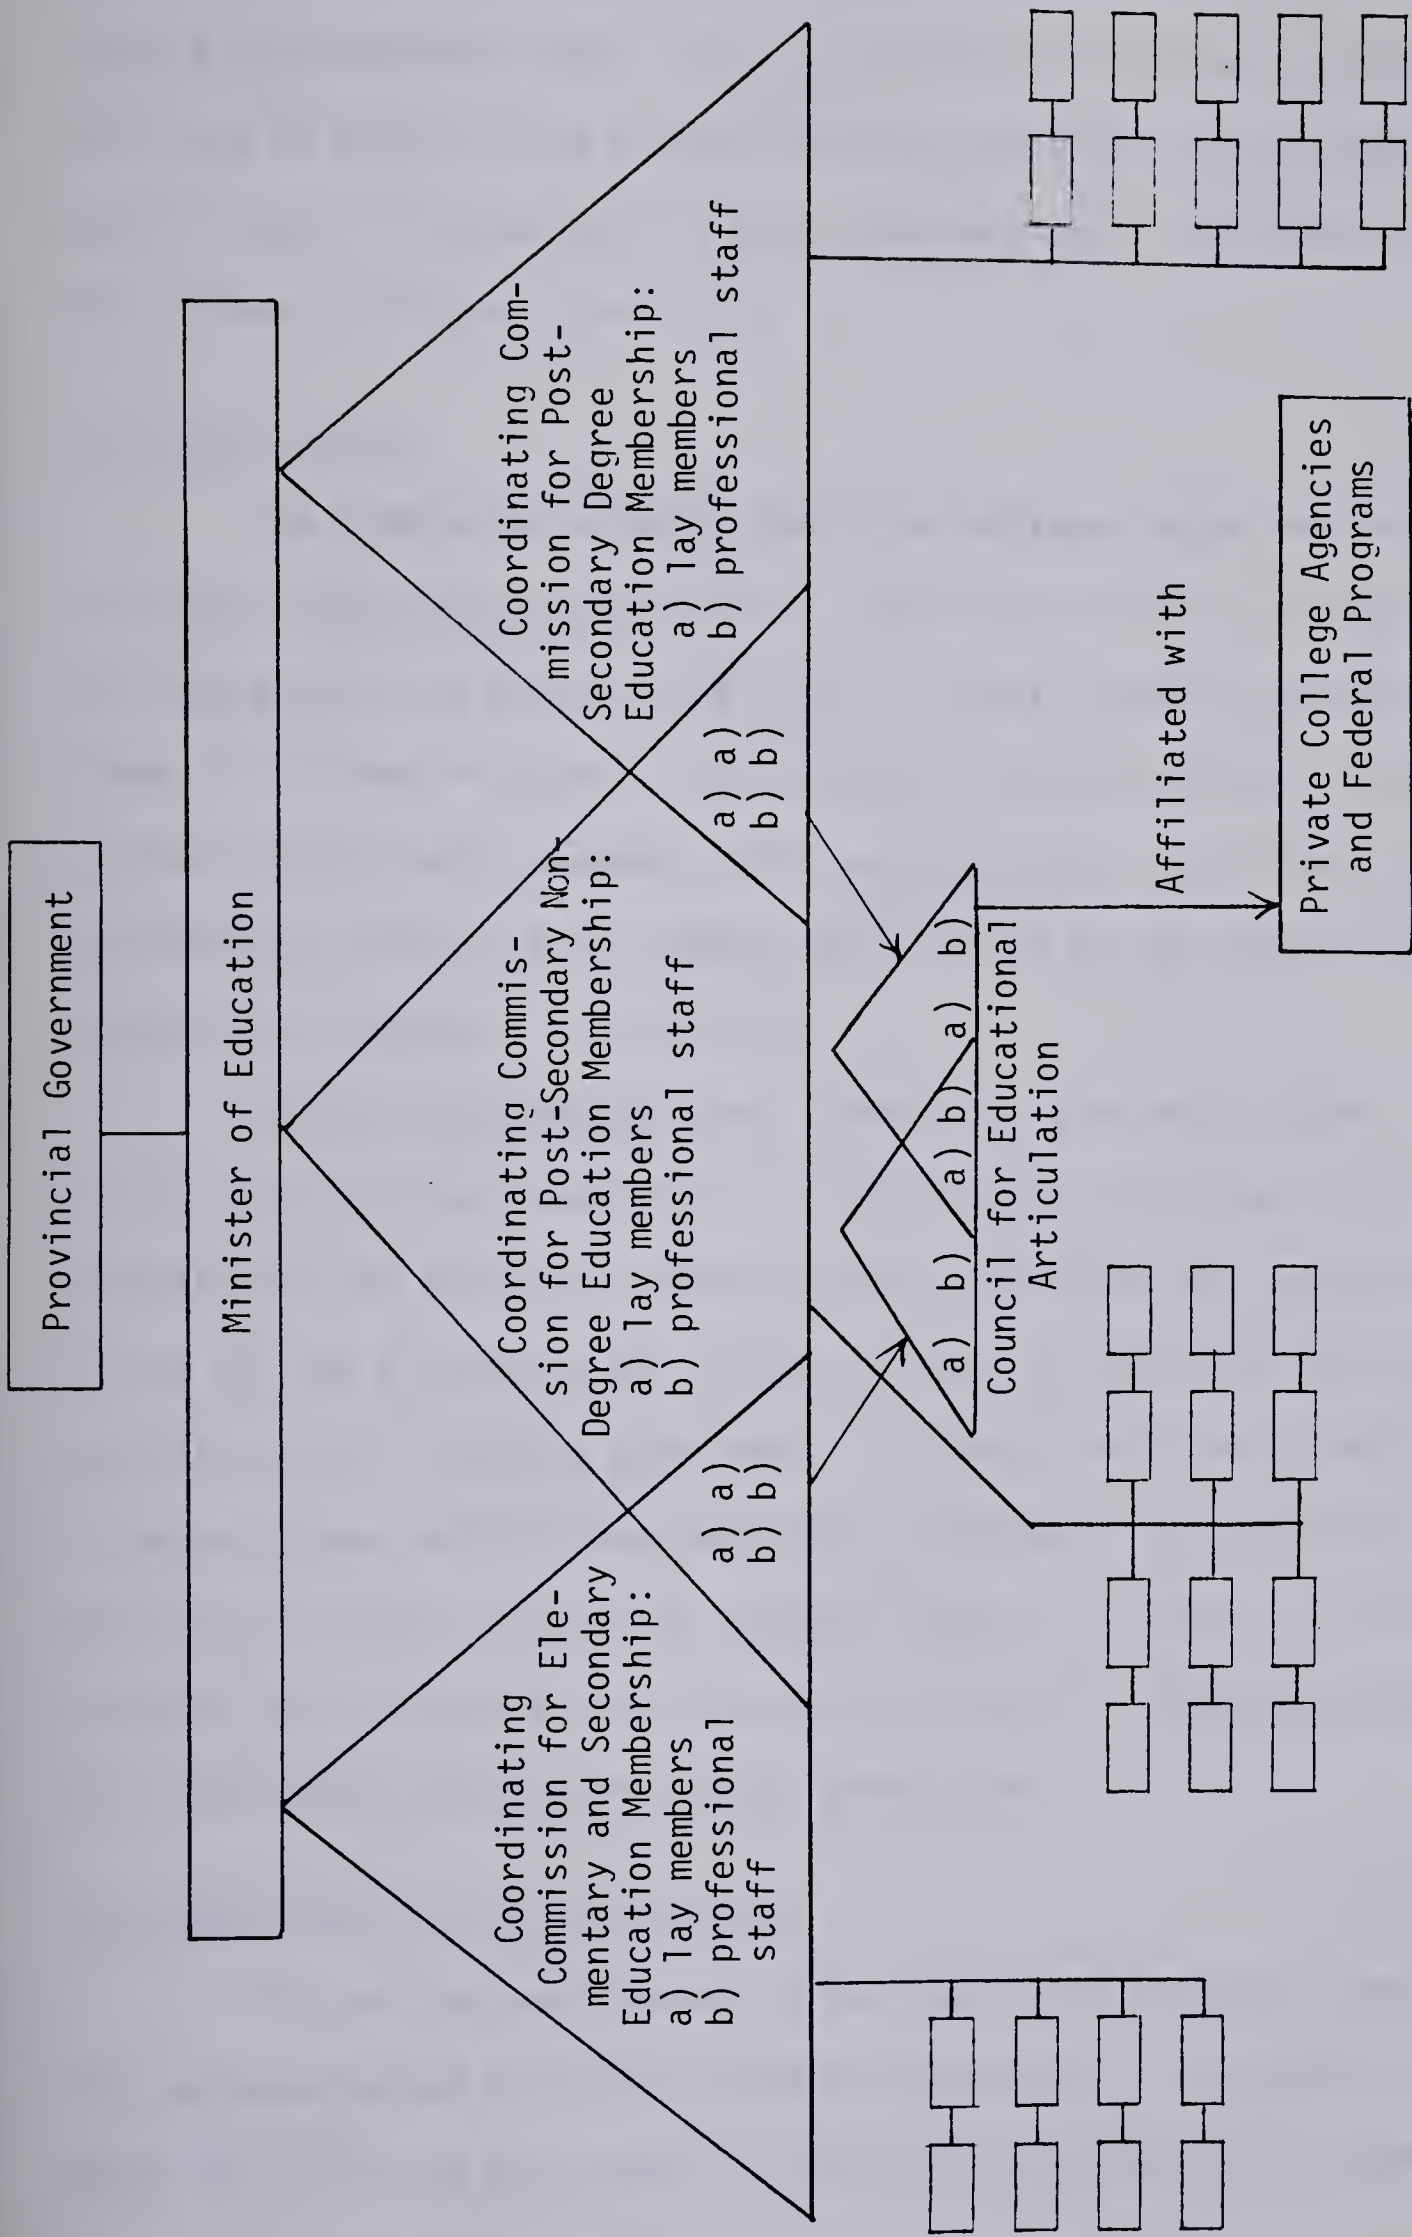 Provincial Government
Minister of Education
Coordinating
Commission for Ele-
mentary and Secondary
Education Membership:
a) lay members
b) professional
staff
a) a)
b) b)
Coordinating Commis-
sion for Post-Secondary Non-
Degree Education Membership:
a) lay members
b) professional staff
a) a)
b) b)
Coordinating Com-
mission for Post-
Secondary Degree
Education Membership:
a) lay members
b) professional staff
a) b) a) b) a) b)
Council for Educational
Articulation
Affiliated with
Private College Agencies
and Federal Programs